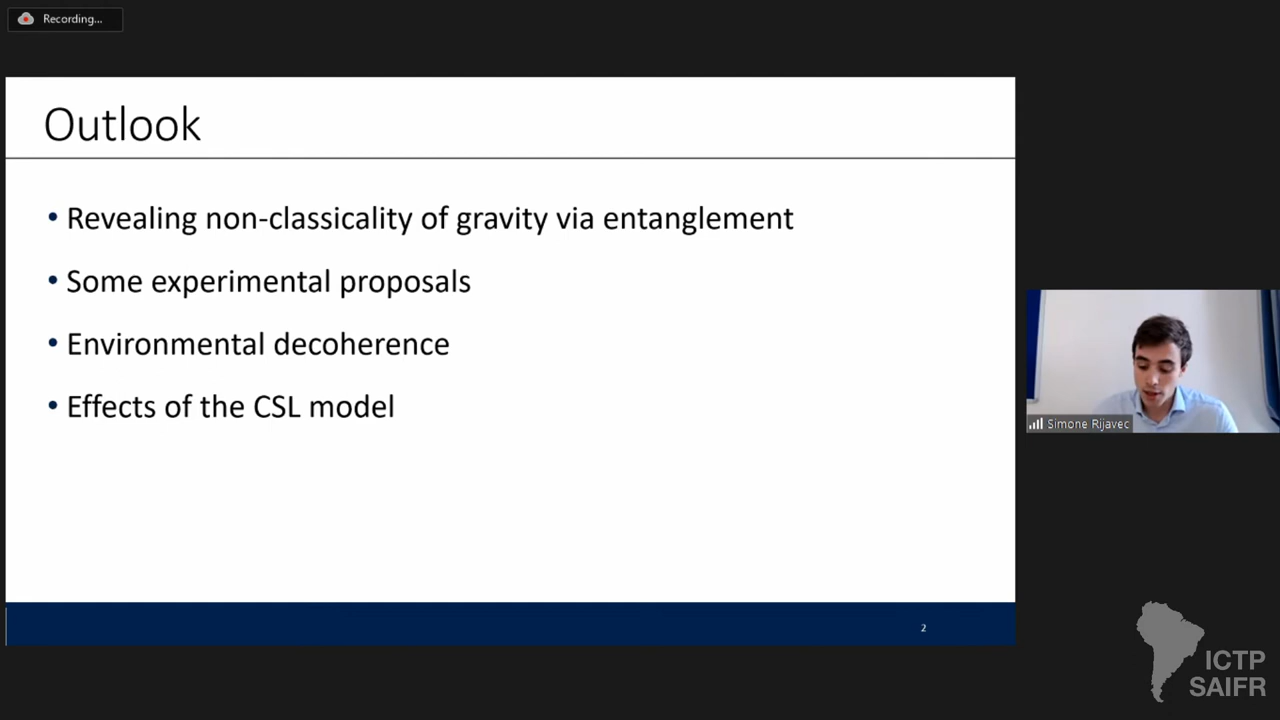 Recording...
Outlook
• Revealing non-classicality of gravity via entanglement
• Some experimental proposals
• Environmental decoherence
• Effects of the CSL model
Simone Rijavec
2
ICTP
SAIFR